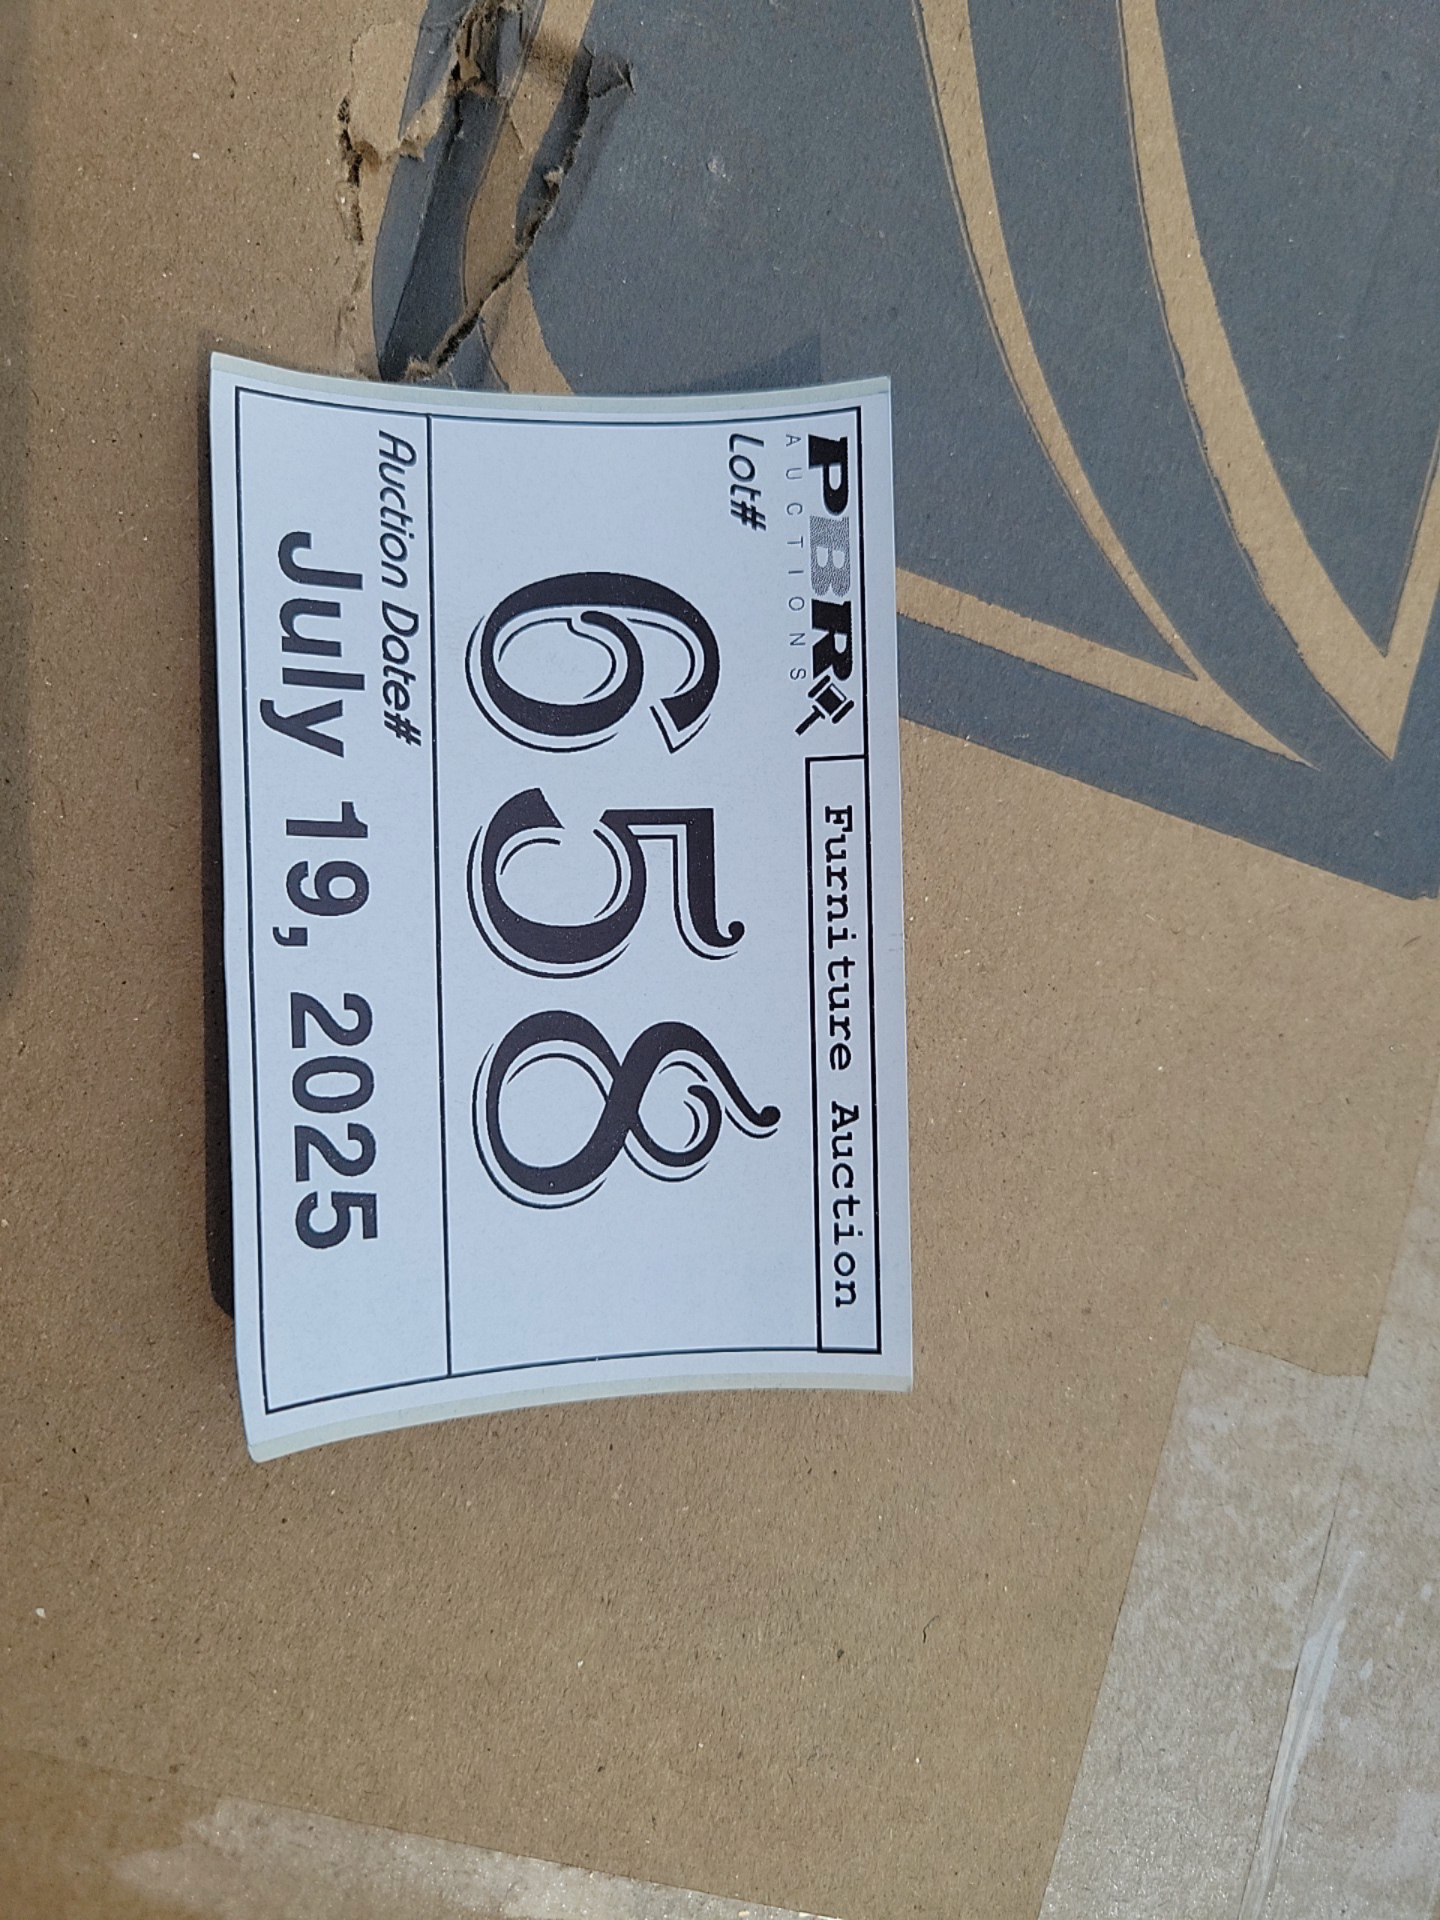 PBR
AUCTIONS
Furniture Auction
Lot#
658
Auction Date#
July 19, 2025